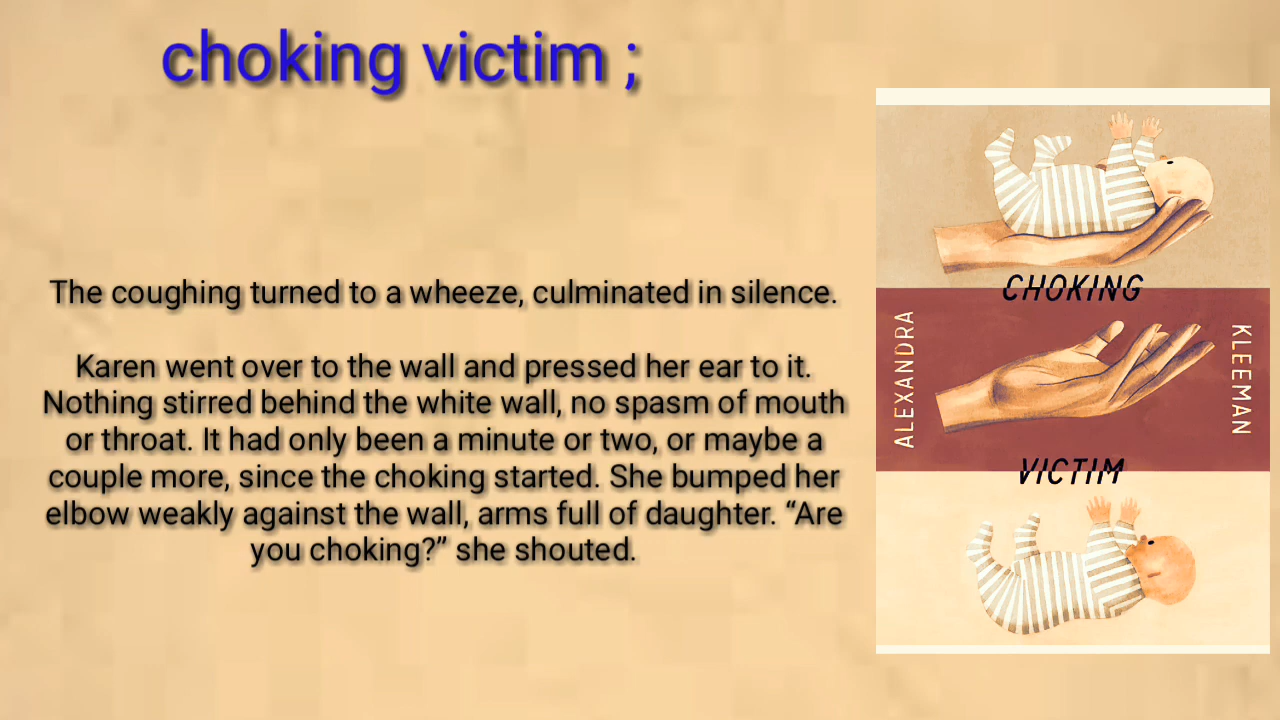 choking victim ;
The coughing turned to a wheeze, culminated in silence.
Karen went over to the wall and pressed her ear to it.
Nothing stirred behind the white wall, no spasm of mouth
or throat. It had only been a minute or two, or maybe a
couple more, since the choking started. She bumped her
elbow weakly against the wall, arms full of daughter. “Are
you choking?” she shouted.
CHOKING
ALEXANDRA
KLEEMAN
VICTIM